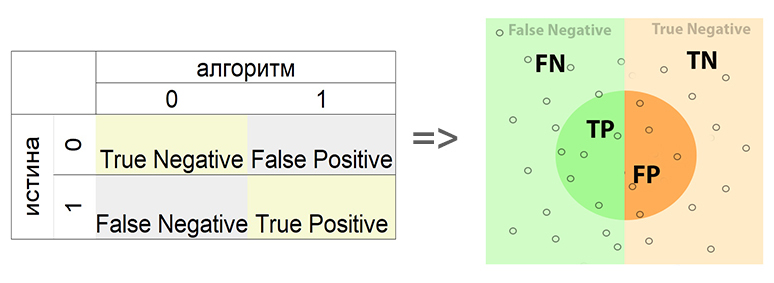 алгоритм
0 1
истина
0
True Negative False Positive
1
False Negative True Positive
=>
False Negative True Negative
FN TN
TP
FP